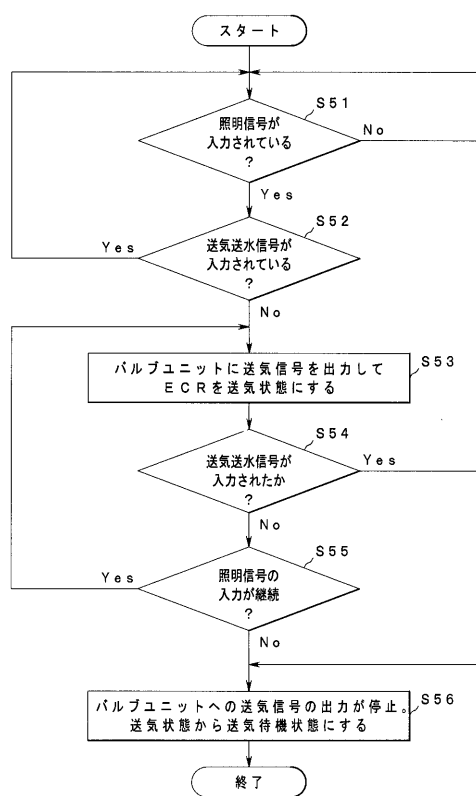 スタート
S51
照明信号が
入力されている
?
No
Yes
S52
送気送水信号が
入力されている
?
Yes
No
S53
バルブユニットに送気信号を出力して
ECRを送気状態にする
S54
送気送水信号が
入力されたか
?
Yes
No
S55
照明信号の
入力が継続
?
Yes
No
S56
バルブユニットへの送気信号の出力が停止。
送気状態から送気待機状態にする
終了